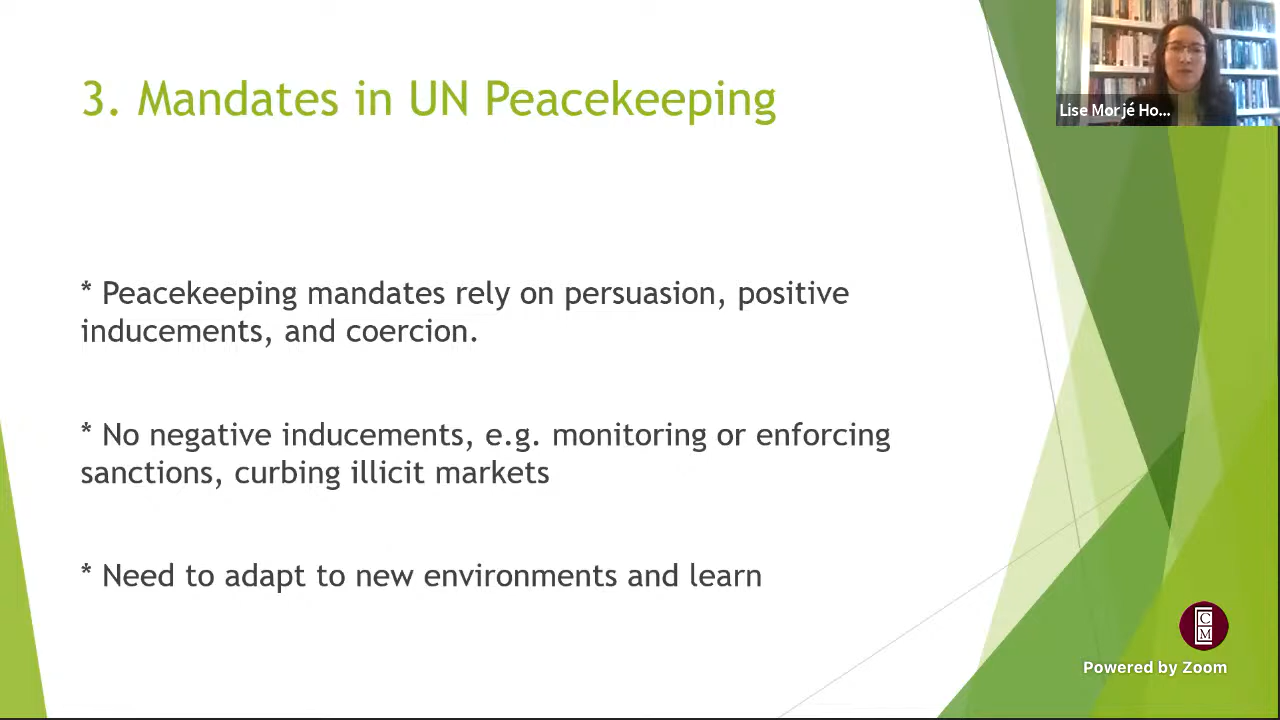 3. Mandates in UN Peacekeeping
Lise Morjé Ho...
* Peacekeeping mandates rely on persuasion, positive
inducements, and coercion.
* No negative inducements, e.g. monitoring or enforcing
sanctions, curbing illicit markets
* Need to adapt to new environments and learn
C
M
Powered by Zoom